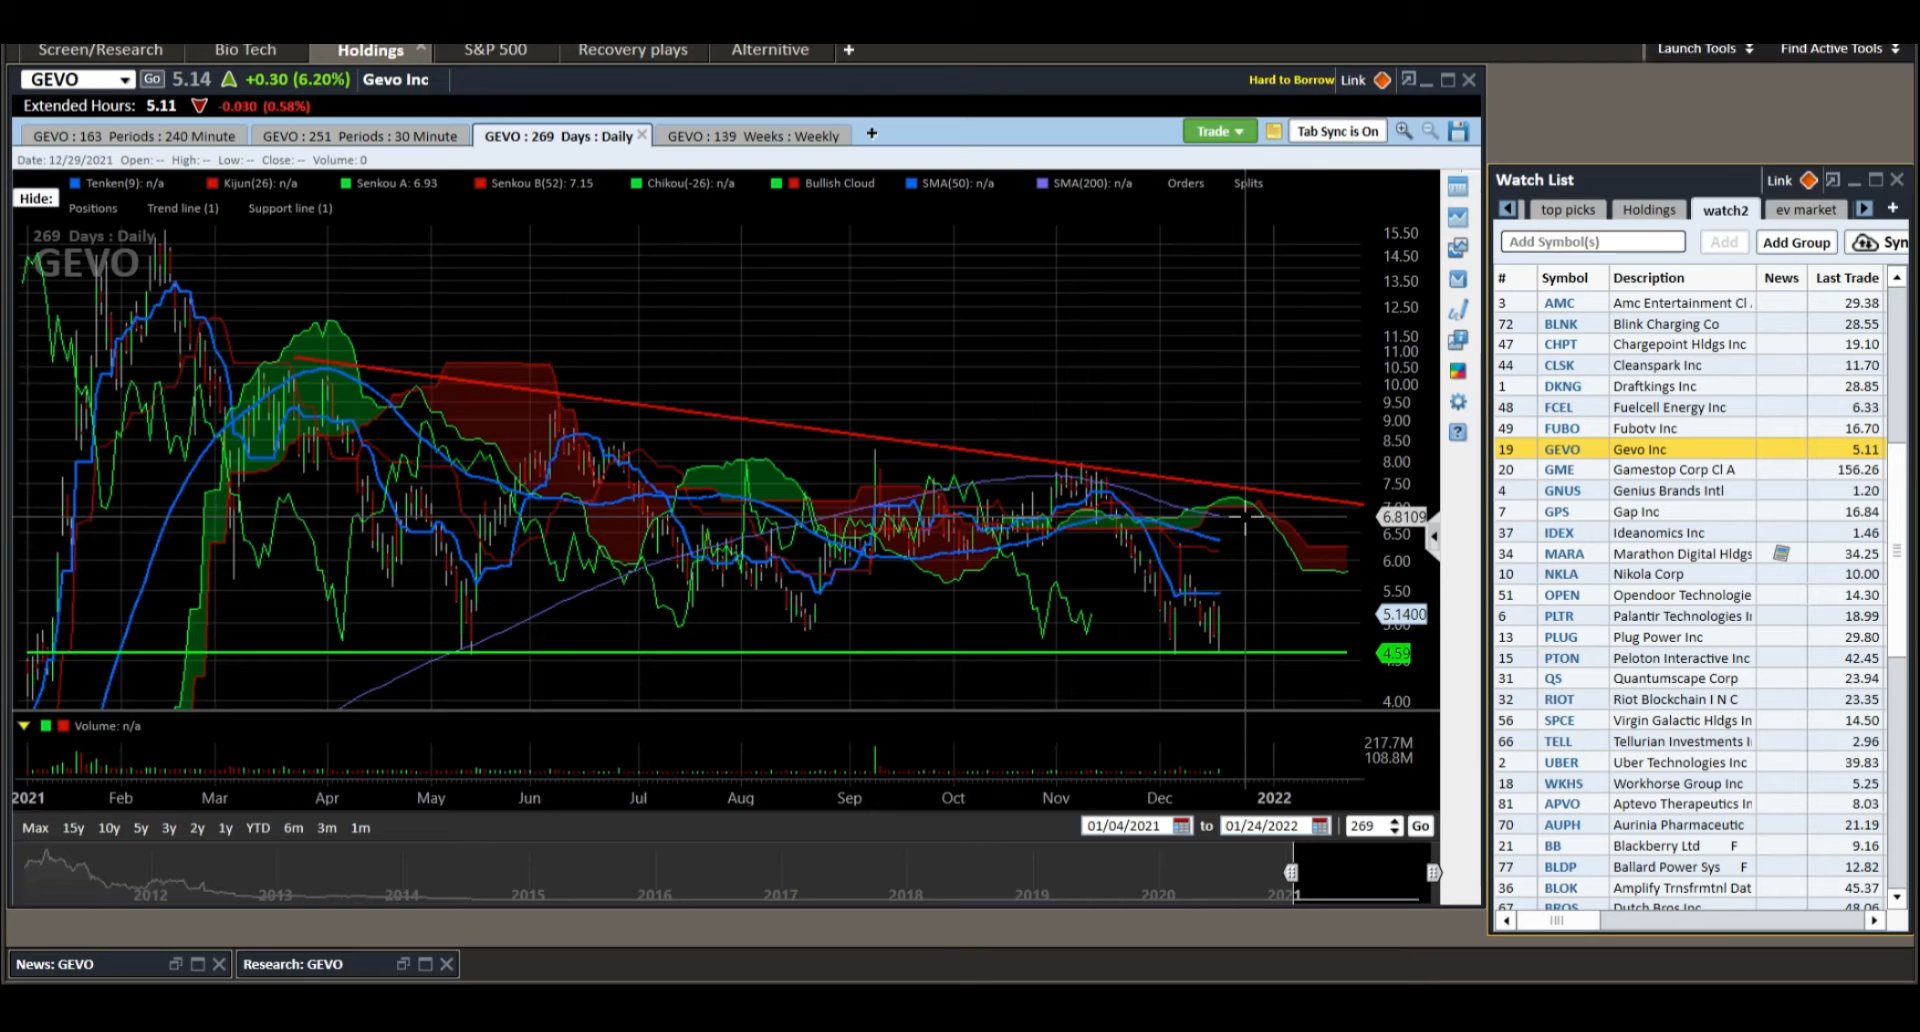 Screen/Research Bio Tech Holdings S&P 500 Recovery plays Alternitive + Launch Tools Find Active Tools
GEVO Go 5.14 +0.30 (6.20%) Gevo Inc Hard to Borrow Link
Extended Hours: 5.11 -0.030 (0.58%)
GEVO : 163 Periods : 240 Minute GEVO : 251 Periods : 30 Minute GEVO : 269 Days : Daily GEVO : 139 Weeks : Weekly + Trade Tab Sync is On
Date: 12/29/2021 Open: -- High: -- Low: -- Close: -- Volume: 0
Hide: Tenken(9): n/a Kijun(26): n/a Senkou A: 6.93 Senkou B(52): 7.15 Chikou(-26): n/a Bullish Cloud SMA(50): n/a SMA(200): n/a Orders Splits
Positions Trend line (1) Support line (1)
269 Days : Daily
GEVO
15.50
14.50
13.50
12.50
11.50
11.00
10.50
10.00
9.50
9.00
8.50
8.00
7.50
6.8109
6.50
6.00
5.50
5.1400
4.59
4.00
Volume: n/a
217.7M
108.8M
2021 Feb Mar Apr May Jun Jul Aug Sep Oct Nov Dec 2022
Max 15y 10y 5y 3y 2y 1y YTD 6m 3m 1m 01/04/2021 to 01/24/2022 269 Go
2012 2013 2014 2015 2016 2017 2018 2019 2020 2021
Watch List Link
top picks Holdings watch2 ev market +
Add Symbol(s) Add Add Group Syn
# Symbol Description News Last Trade
3 AMC Amc Entertainment Cl 29.38
72 BLNK Blink Charging Co 28.55
47 CHPT Chargepoint Hldgs Inc 19.10
44 CLSK Cleanspark Inc 11.70
1 DKNG Draftkings Inc 28.85
48 FCEL Fuelcell Energy Inc 6.33
49 FUBO Fubotv Inc 16.70
19 GEVO Gevo Inc 5.11
20 GME Gamestop Corp Cl A 156.26
4 GNUS Genius Brands Intl 1.20
7 GPS Gap Inc 16.84
37 IDEX Ideanomics Inc 1.46
34 MARA Marathon Digital Hldgs 34.25
10 NKLA Nikola Corp 10.00
51 OPEN Opendoor Technologie 14.30
6 PLTR Palantir Technologies 18.99
13 PLUG Plug Power Inc 29.80
15 PTON Peloton Interactive Inc 42.45
31 QS Quantumscape Corp 23.94
32 RIOT Riot Blockchain I N C 23.35
56 SPCE Virgin Galactic Hldgs In 14.50
66 TELL Tellurian Investments 2.96
2 UBER Uber Technologies Inc 39.83
18 WKHS Workhorse Group Inc 5.25
81 APVO Aptevo Therapeutics In 8.03
70 AUPH Aurinia Pharmaceutic 21.19
21 BB Blackberry Ltd F 9.16
77 BLDP Ballard Power Sys F 12.82
36 BLOK Amplify Trnsfrmtnl Dat 45.37
67 BROS Dutch Bros Inc 48.06
News: GEVO Research: GEVO